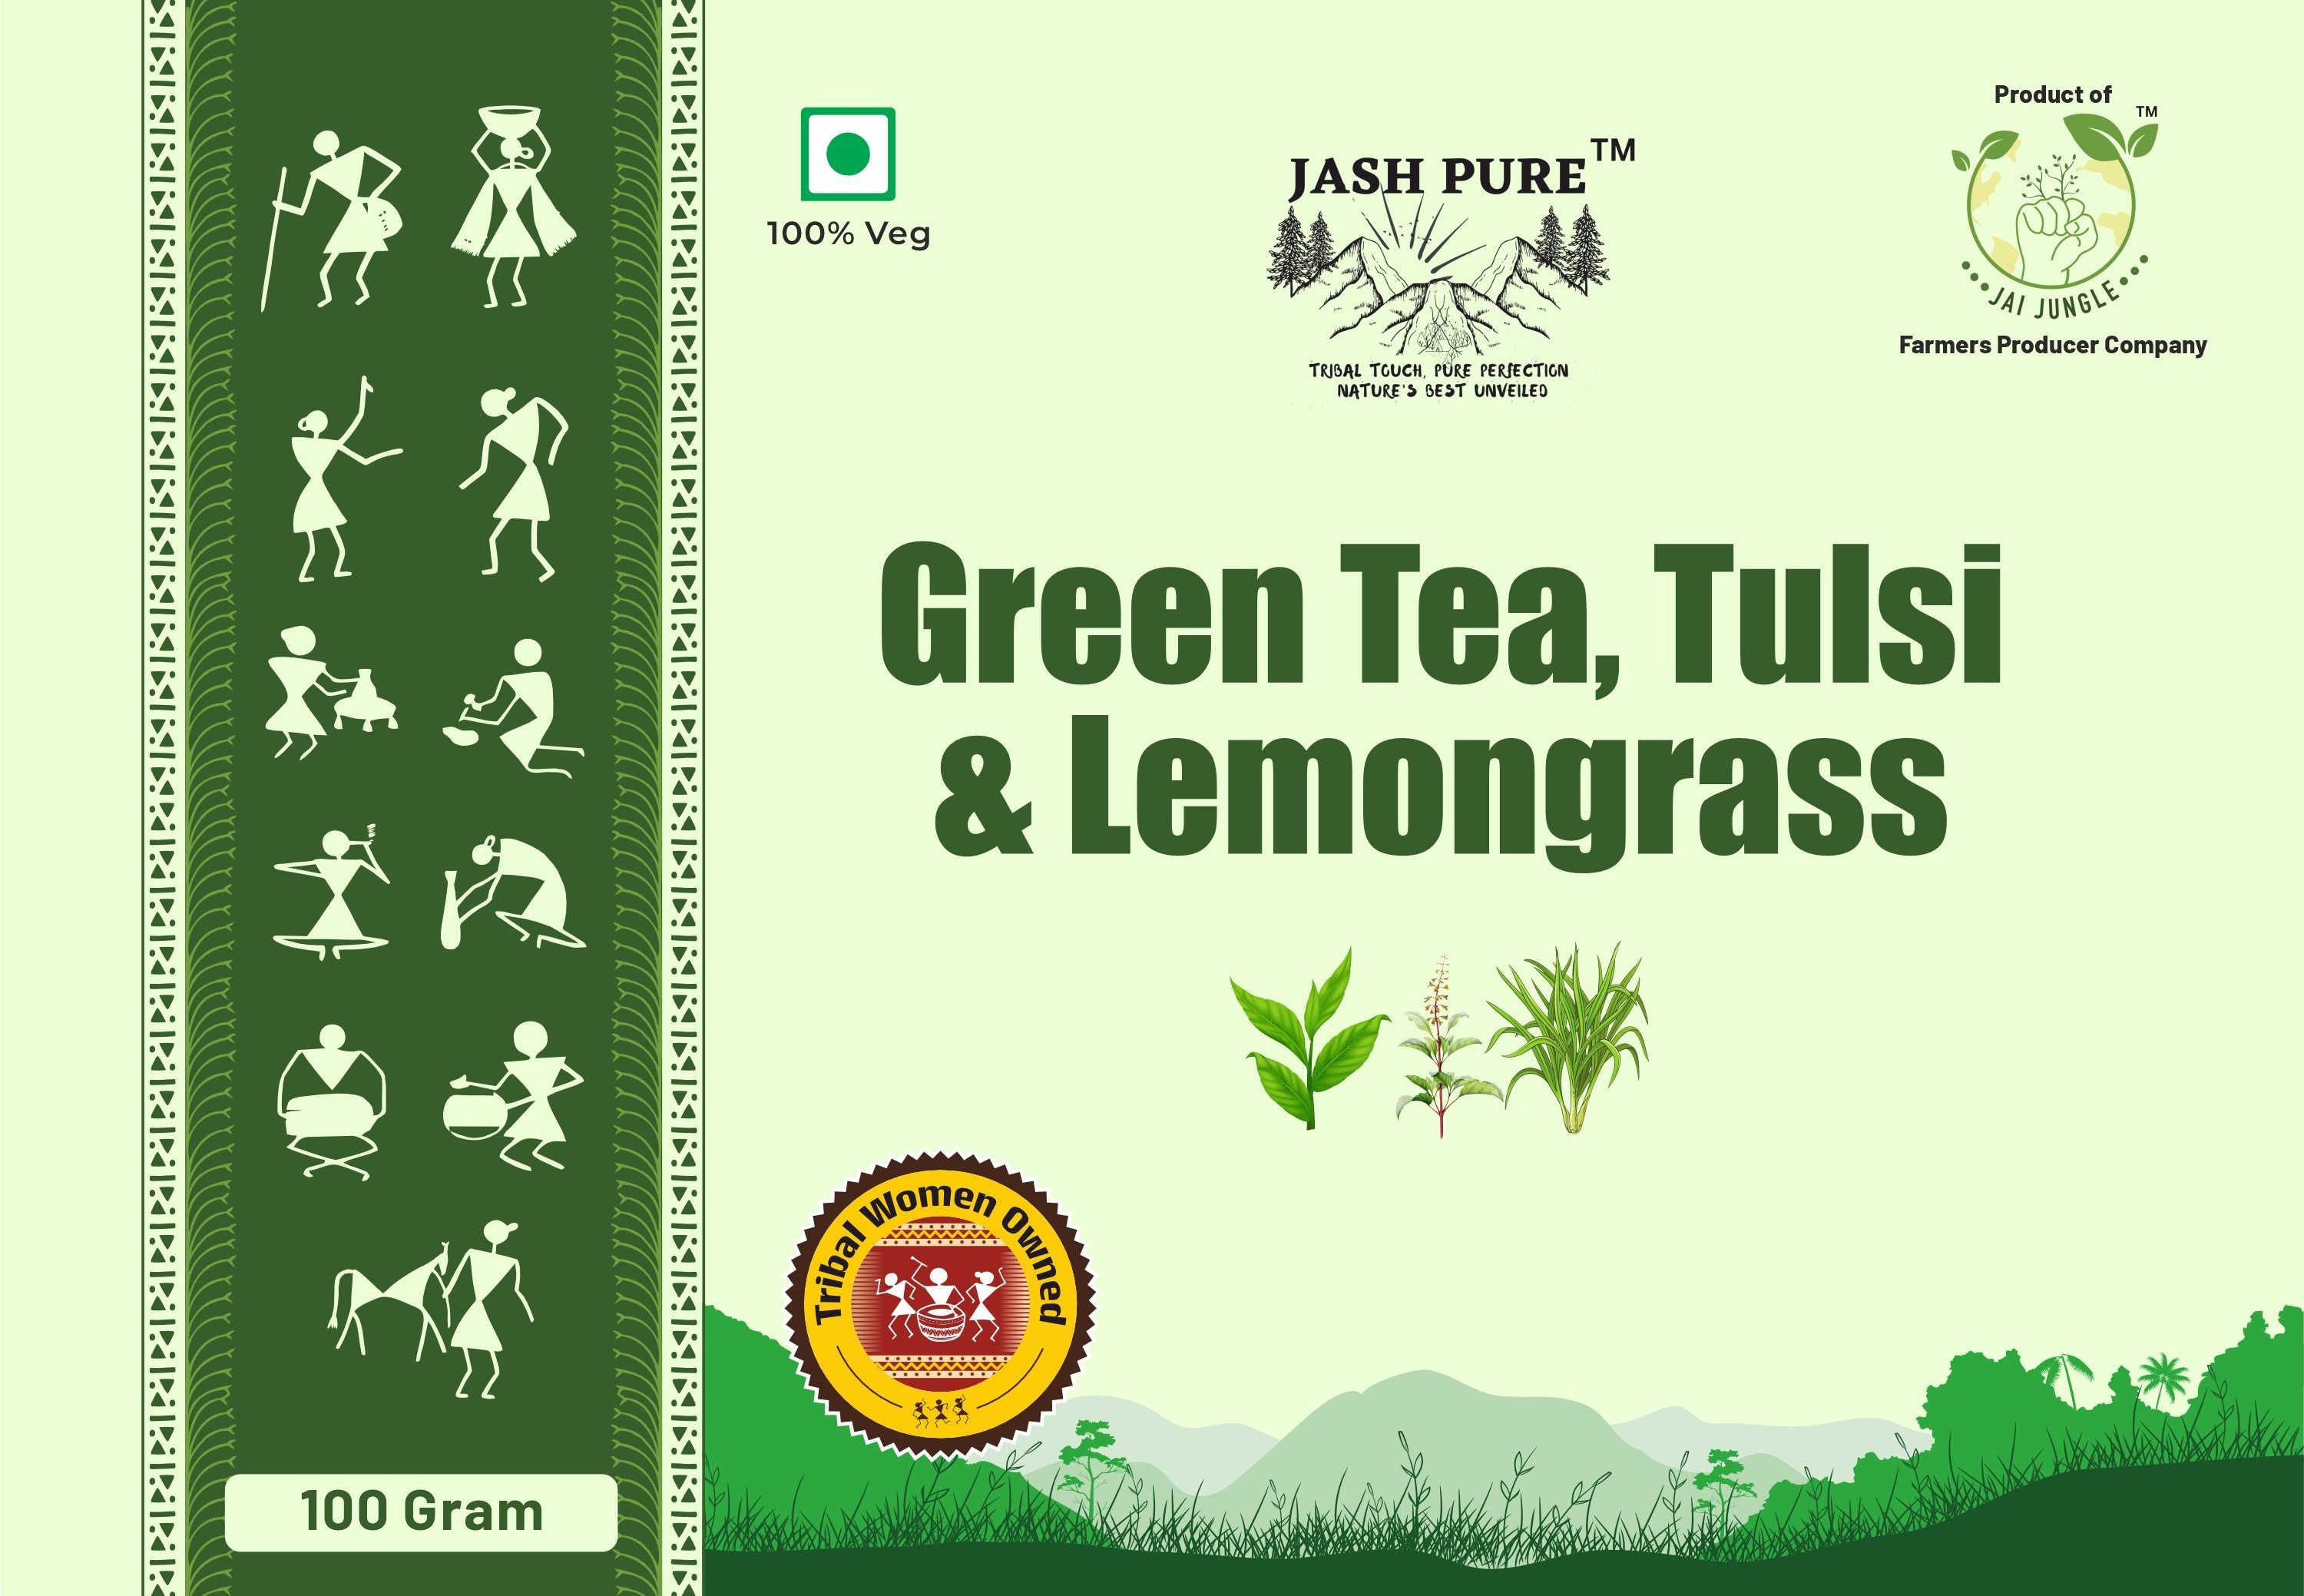 100% Veg
JASH PURE™
TRIBAL TOUCH, PURE PERFECTION
NATURE'S BEST UNVEILED
Product of
TM
JAI JUNGLE
Farmers Producer Company
Green Tea, Tulsi
& Lemongrass
Tribal Women Owned
100 Gram